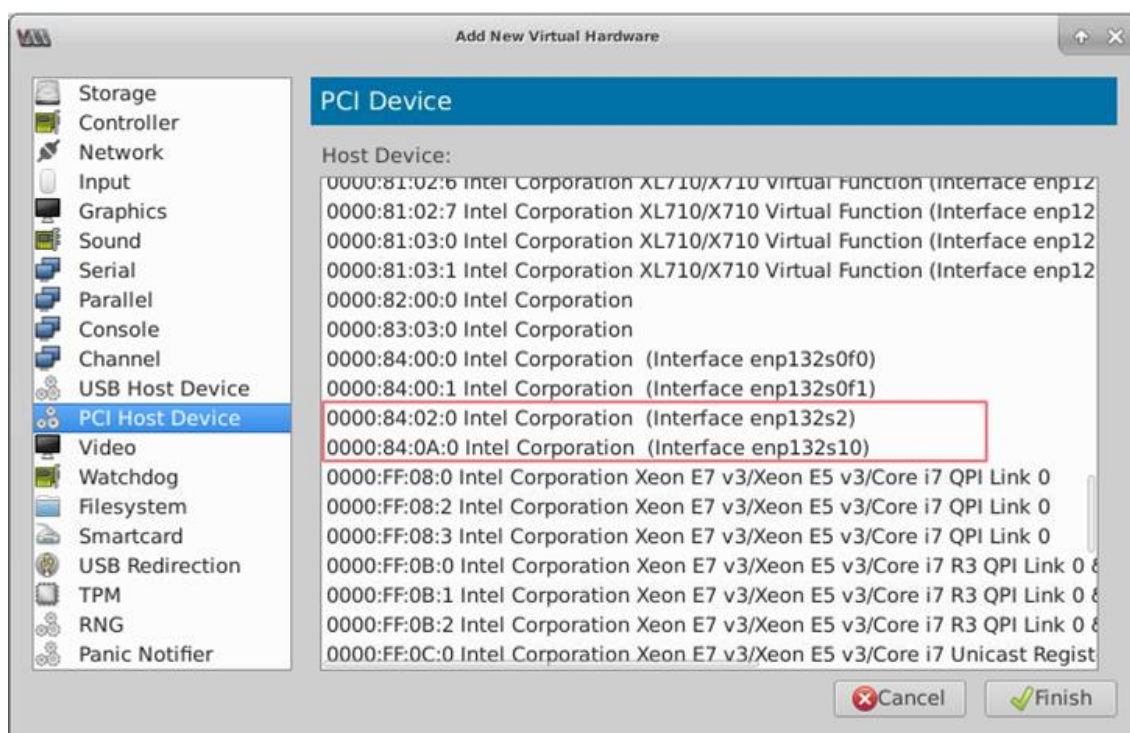 Add New Virtual Hardware
Storage
Controller
Network
Input
Graphics
Sound
Serial
Parallel
Console
Channel
USB Host Device
PCI Host Device
Video
Watchdog
Filesystem
Smartcard
USB Redirection
TPM
RNG
Panic Notifier
PCI Device
Host Device:
0000:81:02:6 Intel Corporation XL710/X710 Virtual Function (Interface enp12
0000:81:02:7 Intel Corporation XL710/X710 Virtual Function (Interface enp12
0000:81:03:0 Intel Corporation XL710/X710 Virtual Function (Interface enp12
0000:81:03:1 Intel Corporation XL710/X710 Virtual Function (Interface enp12
0000:82:00:0 Intel Corporation
0000:83:03:0 Intel Corporation
0000:84:00:0 Intel Corporation (Interface enp132s0f0)
0000:84:00:1 Intel Corporation (Interface enp132s0f1)
0000:84:02:0 Intel Corporation (Interface enp132s2)
0000:84:0A:0 Intel Corporation (Interface enp132s10)
0000:FF:08:0 Intel Corporation Xeon E7 v3/Xeon E5 v3/Core i7 QPI Link 0
0000:FF:08:2 Intel Corporation Xeon E7 v3/Xeon E5 v3/Core i7 QPI Link 0
0000:FF:08:3 Intel Corporation Xeon E7 v3/Xeon E5 v3/Core i7 QPI Link 0
0000:FF:0B:0 Intel Corporation Xeon E7 v3/Xeon E5 v3/Core i7 R3 QPI Link 0 &
0000:FF:0B:1 Intel Corporation Xeon E7 v3/Xeon E5 v3/Core i7 R3 QPI Link 0 &
0000:FF:0B:2 Intel Corporation Xeon E7 v3/Xeon E5 v3/Core i7 R3 QPI Link 0 &
0000:FF:0C:0 Intel Corporation Xeon E7 v3/Xeon E5 v3/Core i7 Unicast Regist
Cancel
Finish